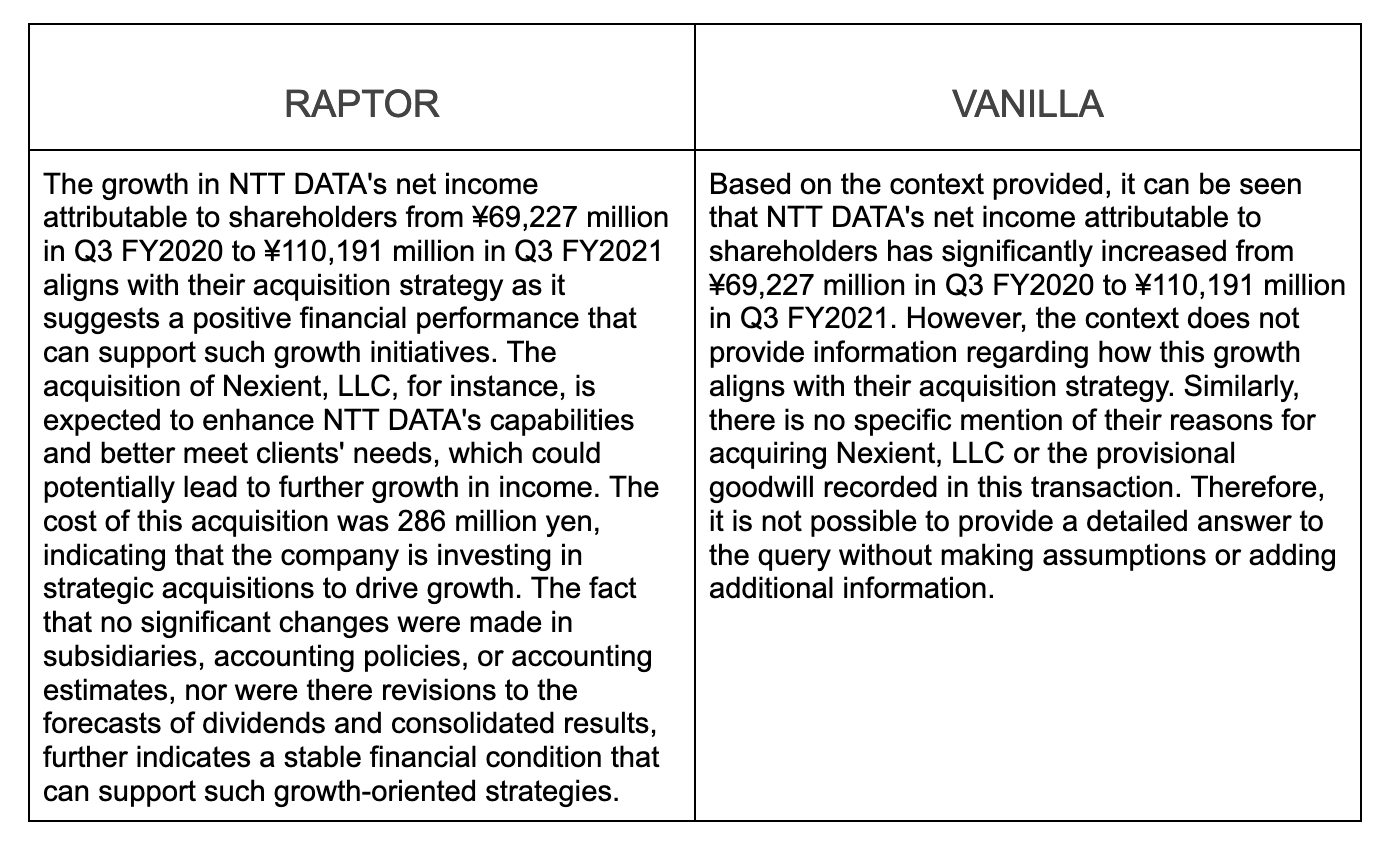 RAPTOR
VANILLA
The growth in NTT DATA's net income
attributable to shareholders from ¥69,227 million
in Q3 FY2020 to ¥110,191 million in Q3 FY2021
aligns with their acquisition strategy as it
suggests a positive financial performance that
can support such growth initiatives. The
acquisition of Nexient, LLC, for instance, is
expected to enhance NTT DATA's capabilities
and better meet clients' needs, which could
potentially lead to further growth in income. The
cost of this acquisition was 286 million yen,
indicating that the company is investing in
strategic acquisitions to drive growth. The fact
that no significant changes were made in
subsidiaries, accounting policies, or accounting
estimates, nor were there revisions to the
forecasts of dividends and consolidated results,
further indicates a stable financial condition that
can support such growth-oriented strategies.
Based on the context provided, it can be seen
that NTT DATA's net income attributable to
shareholders has significantly increased from
¥69,227 million in Q3 FY2020 to ¥110,191 million
in Q3 FY2021. However, the context does not
provide information regarding how this growth
aligns with their acquisition strategy. Similarly,
there is no specific mention of their reasons for
acquiring Nexient, LLC or the provisional
goodwill recorded in this transaction. Therefore,
it is not possible to provide a detailed answer to
the query without making assumptions or adding
additional information.